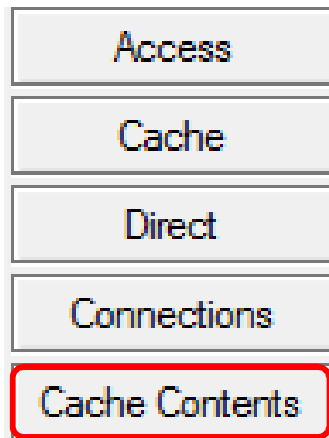 Access
Cache
Direct
Connections
Cache Contents